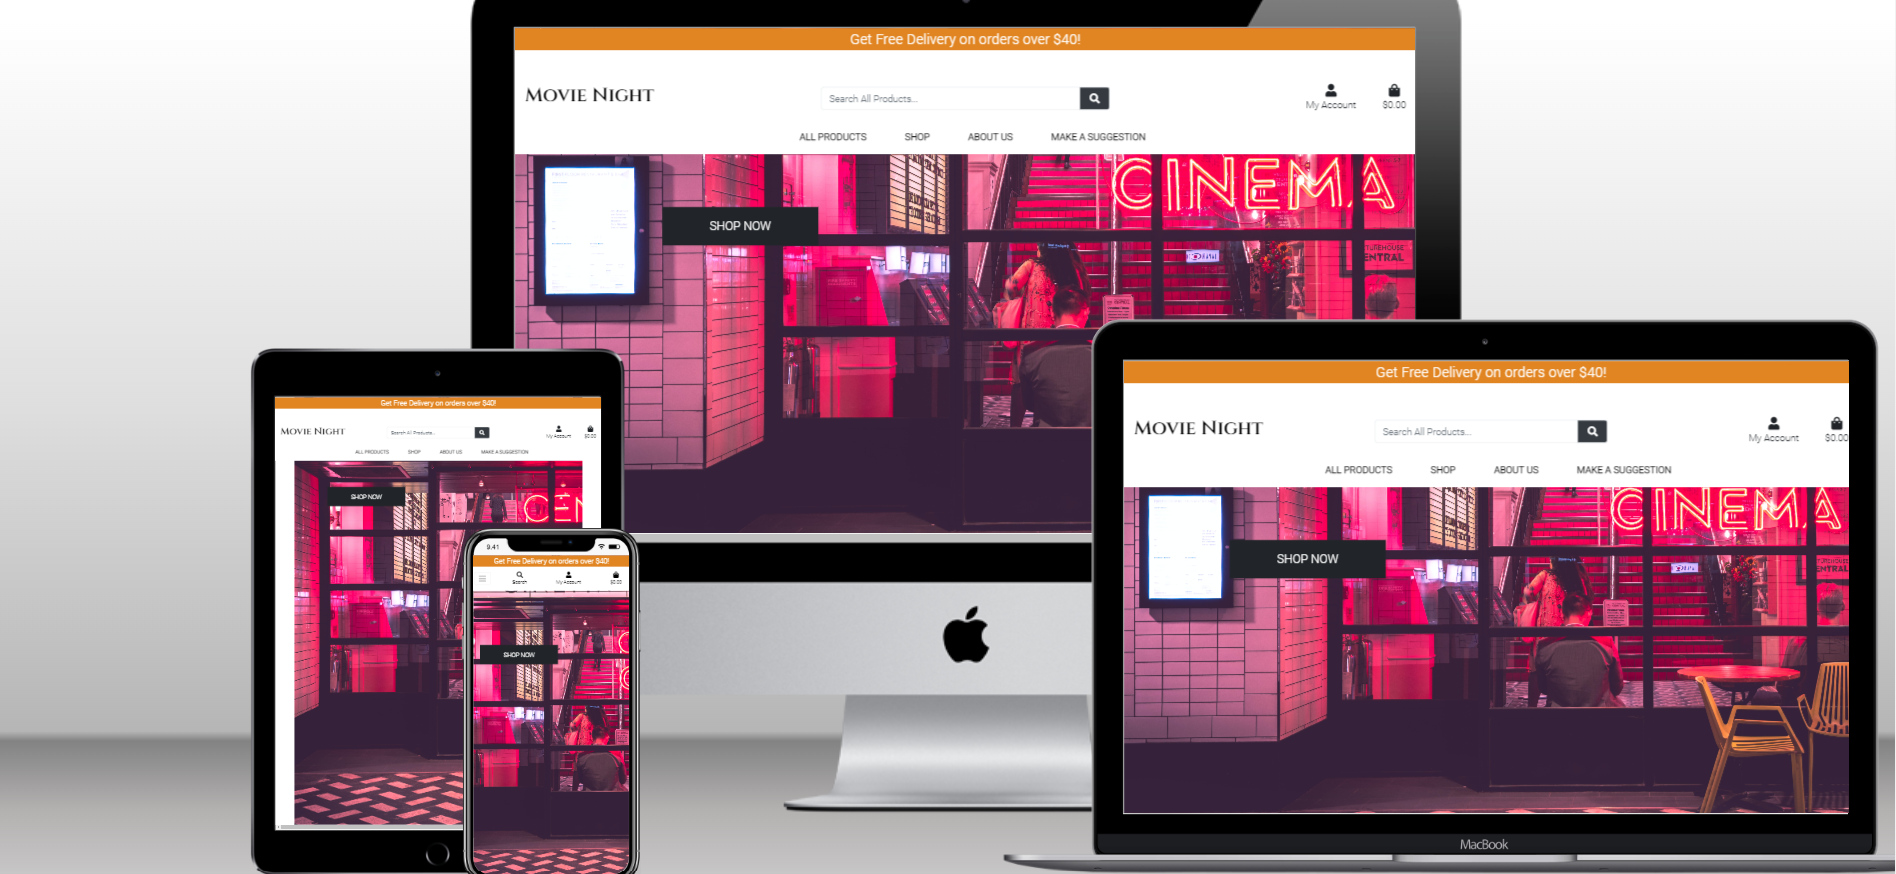 Get Free Delivery on orders over $40!
MOVIE NIGHT
Search All Products...
My Account
$0.00
ALL PRODUCTS
SHOP
ABOUT US
MAKE A SUGGESTION
CINEMA
SHOP NOW
TUREHOUSE
ENTRAL
Get Free Delivery on orders over $40!
MOVIE NIGHT
Search All Products...
My Account
$0.00
ALL PRODUCTS
SHOP
ABOUT US
MAKE A SUGGESTION
CINEMA
SHOP NOW
ENTRAL
MacBook
Get Free Delivery on orders over $40!
MOVIE NIGHT
Search All Products...
My Account
$0.00
ALL PRODUCTS
SHOP
ABOUT US
MAKE A SUGGESTION
SHOP NOW
CEN
9:41
Get Free Delivery on orders over $40!
Search
My Account
$0.00
SHOP NOW